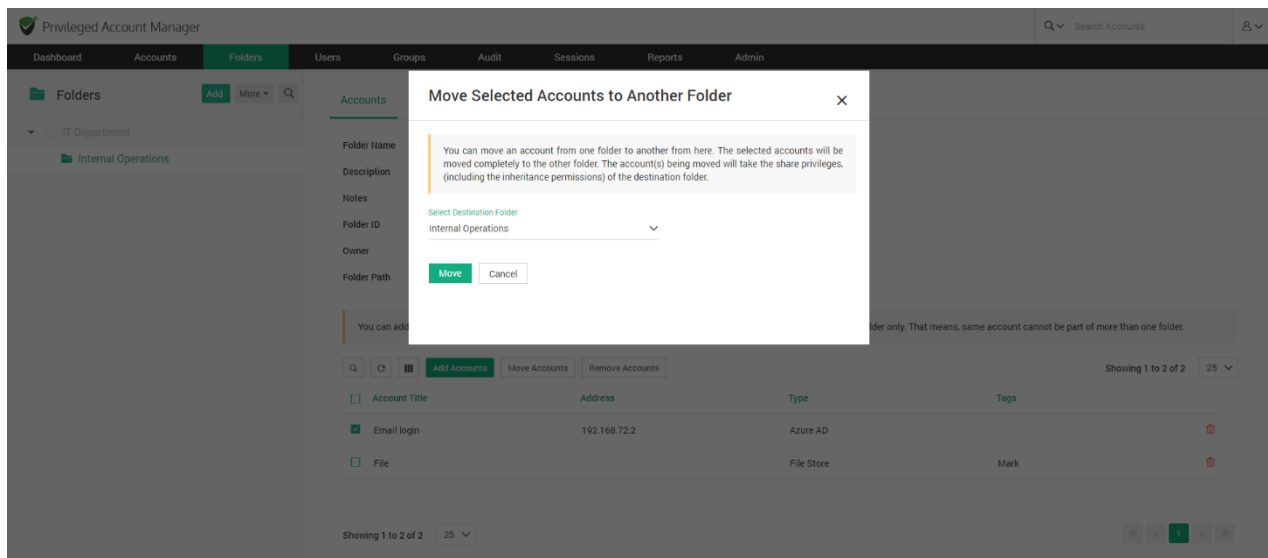 Privileged Account Manager
Search Accounts
Dashboard Accounts Folders Users Groups Audit Sessions Reports Admin
Folders
Add More
IT Department
Internal Operations
Accounts
Move Selected Accounts to Another Folder
You can move an account from one folder to another from here. The selected accounts will be
moved completely to the other folder. The account(s) being moved will take the share privileges,
(including the inheritance permissions) of the destination folder.
Select Destination Folder
Internal Operations
Move Cancel
Folder Name
Description
Notes
Folder ID
Owner
Folder Path
You can add
lder only. That means, same account cannot be part of more than one folder.
Add Accounts Move Accounts Remove Accounts
Showing 1 to 2 of 2 25
Account Title Address Type Tags
Email login 192.168.72.2 Azure AD
File File Store Mark
Showing 1 to 2 of 2 25
1